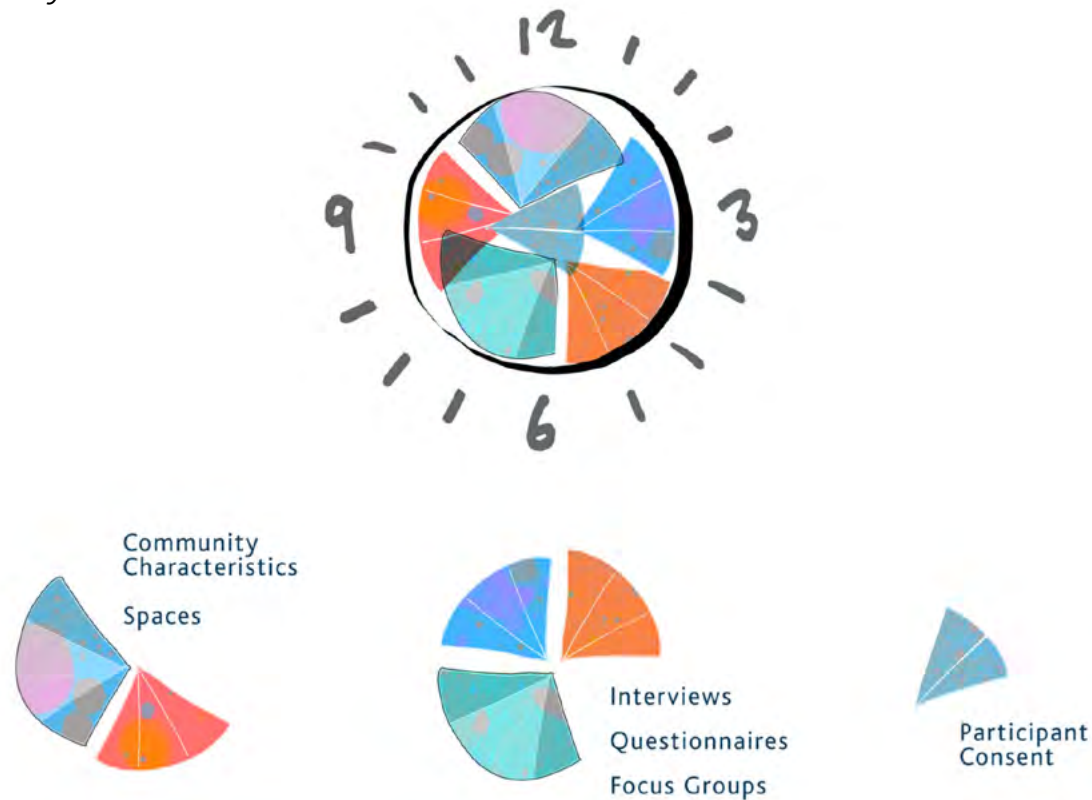 12
9
3
6
Community
Characteristics
Spaces
Interviews
Questionnaires
Focus Groups
Participant
Consent